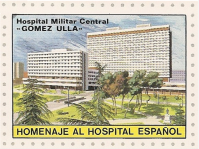 Hospital Militar Central
«GOMEZ ULLA»
HOMENAJE AL HOSPITAL ESPAÑOL